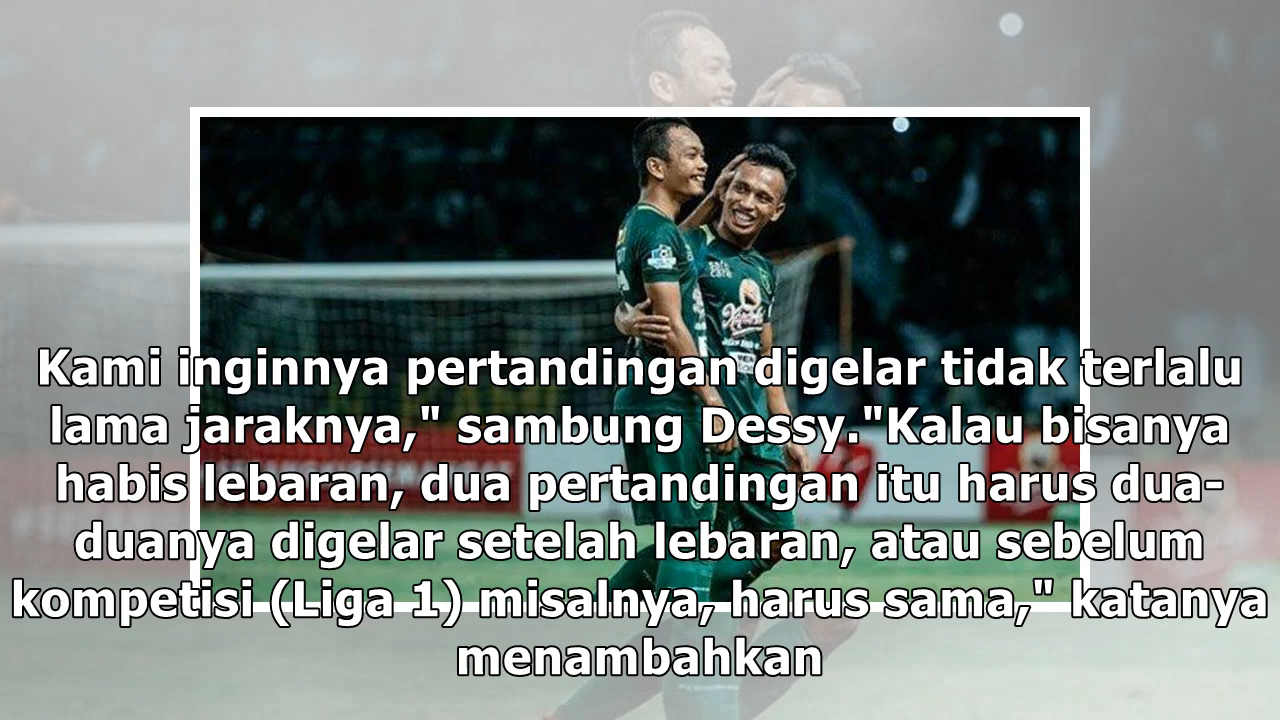 Kami inginnya pertandingan digelar tidak terlalu
lama jaraknya," sambung Dessy."Kalau bisanya
habis lebaran, dua pertandingan itu harus dua-
duanya digelar setelah lebaran, atau sebelum
kompetisi (Liga 1) misalnya, harus sama," katanya
menambahkan